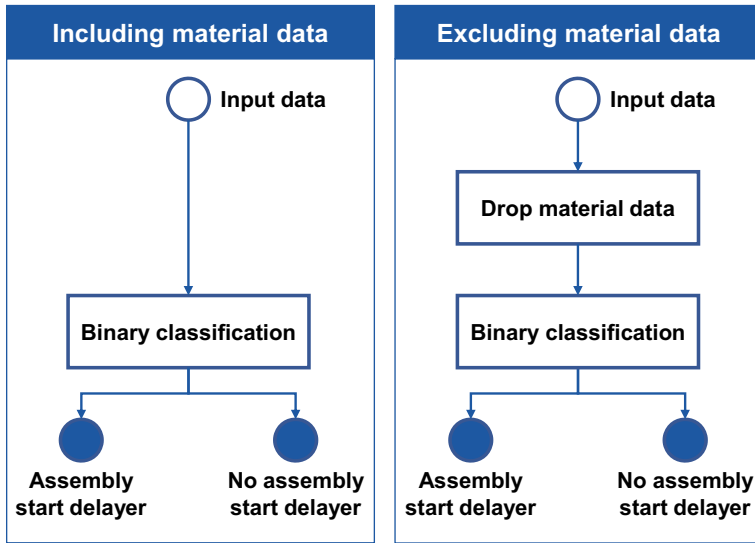 Including material data
Input data
Binary classification
Assembly
start delayer
No assembly
start delayer
Excluding material data
Input data
Drop material data
Binary classification
Assembly
start delayer
No assembly
start delayer